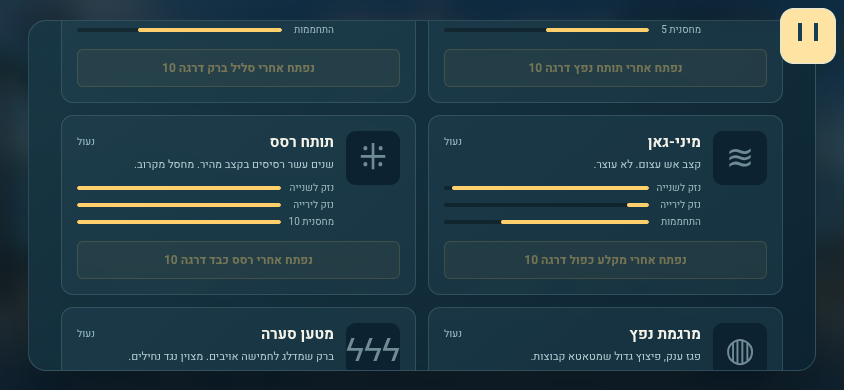 מחסנית 5
נפתח אחרי תותח נפץ דרגה 10
התחממות
נפתח אחרי סליל ברק דרגה 10
מיני-גאן
נעול
קצב אש עצום. לא עוצר.
נזק לשנייה
נזק לירייה
התחממות
נפתח אחרי מקלע כפול דרגה 10
תותח רסס
נעול
שנים עשר רסיסים בקצב מהיר. מחסל מקרוב.
נזק לשנייה
נזק לירייה
מחסנית 10
נפתח אחרי רסס כבד דרגה 10
מרגמת נפץ
נעול
פגז ענק, פיצוץ גדול שמטאטא קבוצות.
מטען סערה
נעול
ברק שמדלג לחמישה אויבים. מצוין נגד נחילים.